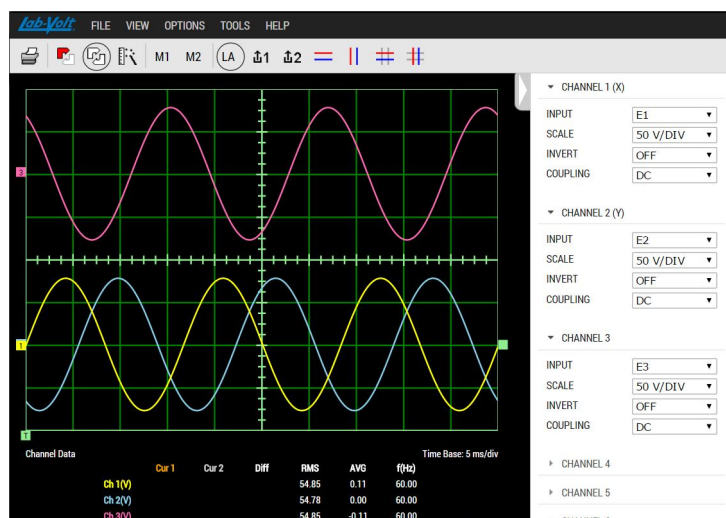 Lab-Volt FILE VIEW OPTIONS TOOLS HELP
M1 M2 LA 1 2
CHANNEL 1 (X)
INPUT E1
SCALE 50 V/DIV
INVERT OFF
COUPLING DC
CHANNEL 2 (Y)
INPUT E2
SCALE 50 V/DIV
INVERT OFF
COUPLING DC
CHANNEL 3
INPUT E3
SCALE 50 V/DIV
INVERT OFF
COUPLING DC
CHANNEL 4
CHANNEL 5
3
1
T
Channel Data Time Base: 5 ms/div
Cur 1 Cur 2 Diff RMS AVG f(Hz)
Ch 1(V) 54.85 0.11 60.00
Ch 2(V) 54.78 0.00 60.00
Ch 3(V) 54.85 -0.11 60.00